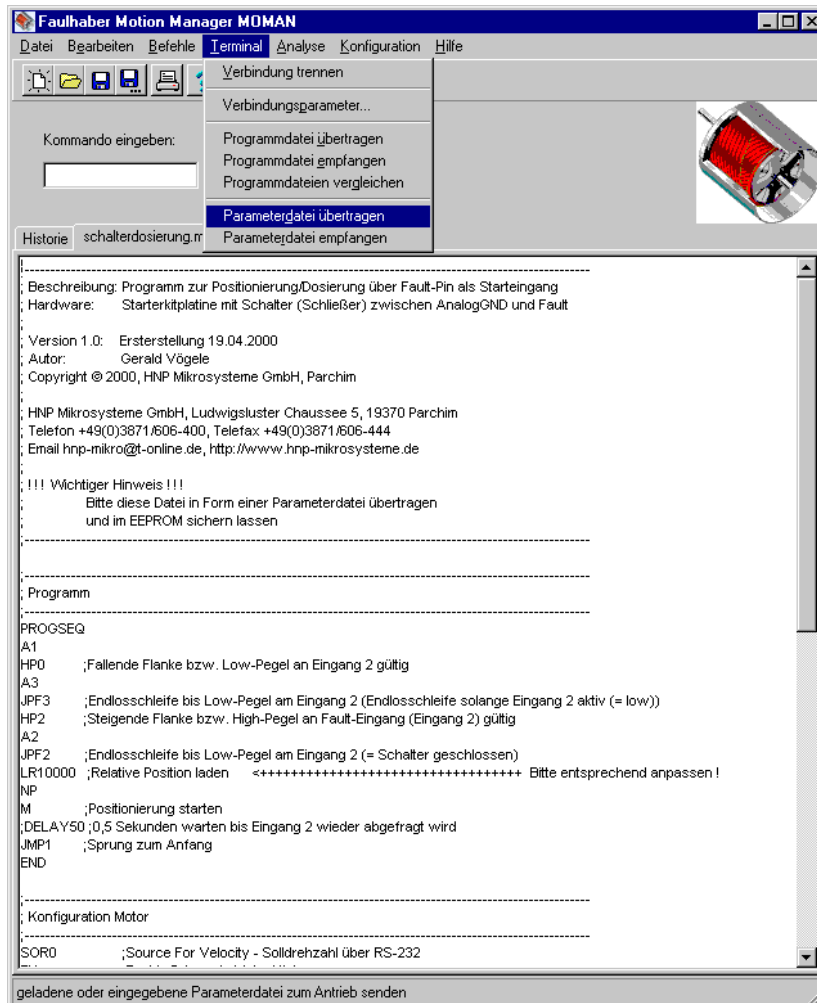 Faulhaber Motion Manager MOMAN
Datei Bearbeiten Befehle Terminal Analyse Konfiguration Hilfe
Verbindung trennen
Verbindungsparameter...
Programmdatei übertragen
Programmdatei empfangen
Programmdateien vergleichen
Parameterdatei übertragen
Parameterdatei empfangen
Kommando eingeben:
Historie schalterdosierung.m
;--------------------------------------------------------------------------------
; Beschreibung: Programm zur Positionierung/Dosierung über Fault-Pin als Starteingang
; Hardware: Starterkitplatine mit Schalter (Schließer) zwischen AnalogGND und Fault
;
; Version 1.0: Ersterstellung 19.04.2000
; Autor: Gerald Vögele
; Copyright © 2000, HNP Mikrosysteme GmbH, Parchim
;
; HNP Mikrosysteme GmbH, Ludwigsluster Chaussee 5, 19370 Parchim
; Telefon +49(0)3871/606-400, Telefax +49(0)3871/606-444
; Email hnp-mikro@t-online.de, http://www.hnp-mikrosysteme.de
;
; !!! Wichtiger Hinweis !!!
; Bitte diese Datei in Form einer Parameterdatei übertragen
; und im EEPROM sichern lassen
;--------------------------------------------------------------------------------
;--------------------------------------------------------------------------------
; Programm
;--------------------------------------------------------------------------------
PROGSEQ
A1
HP0 ;Fallende Flanke bzw. Low-Pegel an Eingang 2 gültig
A3
JPF3 ;Endlosschleife bis Low-Pegel am Eingang 2 (Endlosschleife solange Eingang 2 aktiv (= low))
HP2 ;Steigende Flanke bzw. High-Pegel an Fault-Eingang (Eingang 2) gültig
A2
JPF2 ;Endlosschleife bis Low-Pegel am Eingang 2 (= Schalter geschlossen)
LR10000 ;Relative Position laden <++++++++++++++++++++++++++++++++++ Bitte entsprechend anpassen !
NP
M ;Positionierung starten
;DELAY50 ;0,5 Sekunden warten bis Eingang 2 wieder abgefragt wird
JMP1 ;Sprung zum Anfang
END
;--------------------------------------------------------------------------------
; Konfiguration Motor
;--------------------------------------------------------------------------------
SOR0 ;Source For Velocity - Solldrehzahl über RS-232
geladene oder eingegebene Parameterdatei zum Antrieb senden